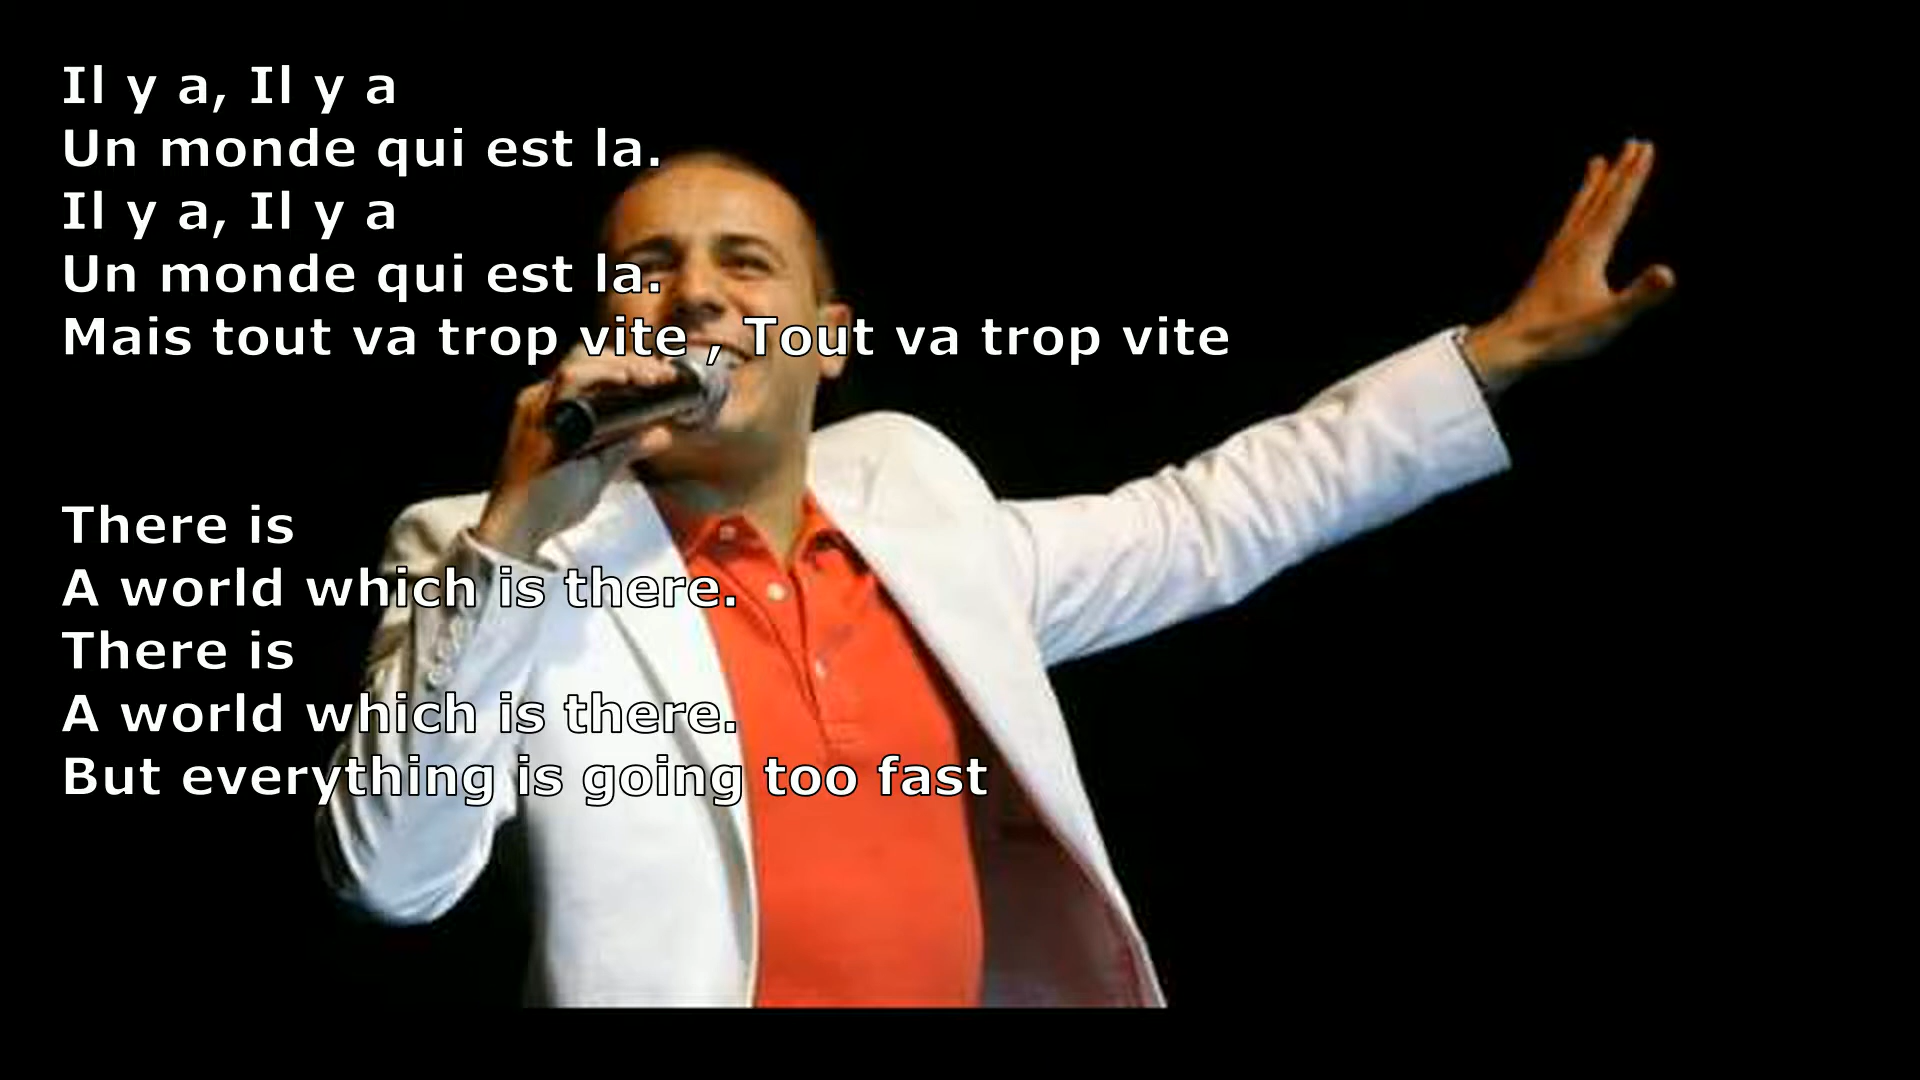 Il y a, Il y a
Un monde qui est la.
Il y a, Il y a
Un monde qui est la.
Mais tout va trop vite , Tout va trop vite
There is
A world which is there.
There is
A world which is there.
But everything is going too fast